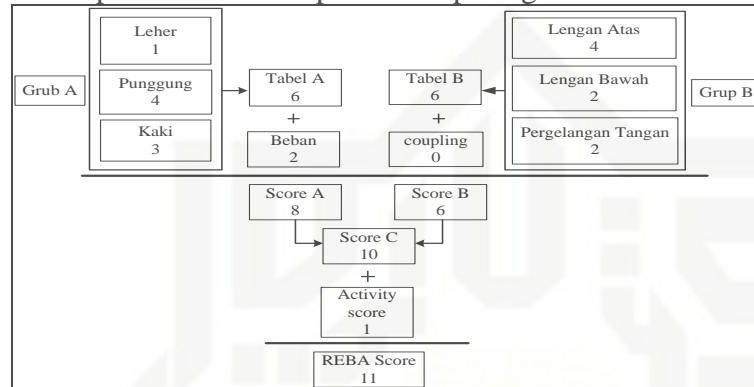 Leher
1
Grub A
Punggung
4
Kaki
3
Tabel A
6
+
Beban
2
Tabel B
6
+
coupling
0
Lengan Atas
4
Lengan Bawah
2
Grup B
Pergelangan Tangan
2
Score A
8
Score B
6
Score C
10
+
Activity
score
1
REBA Score
11